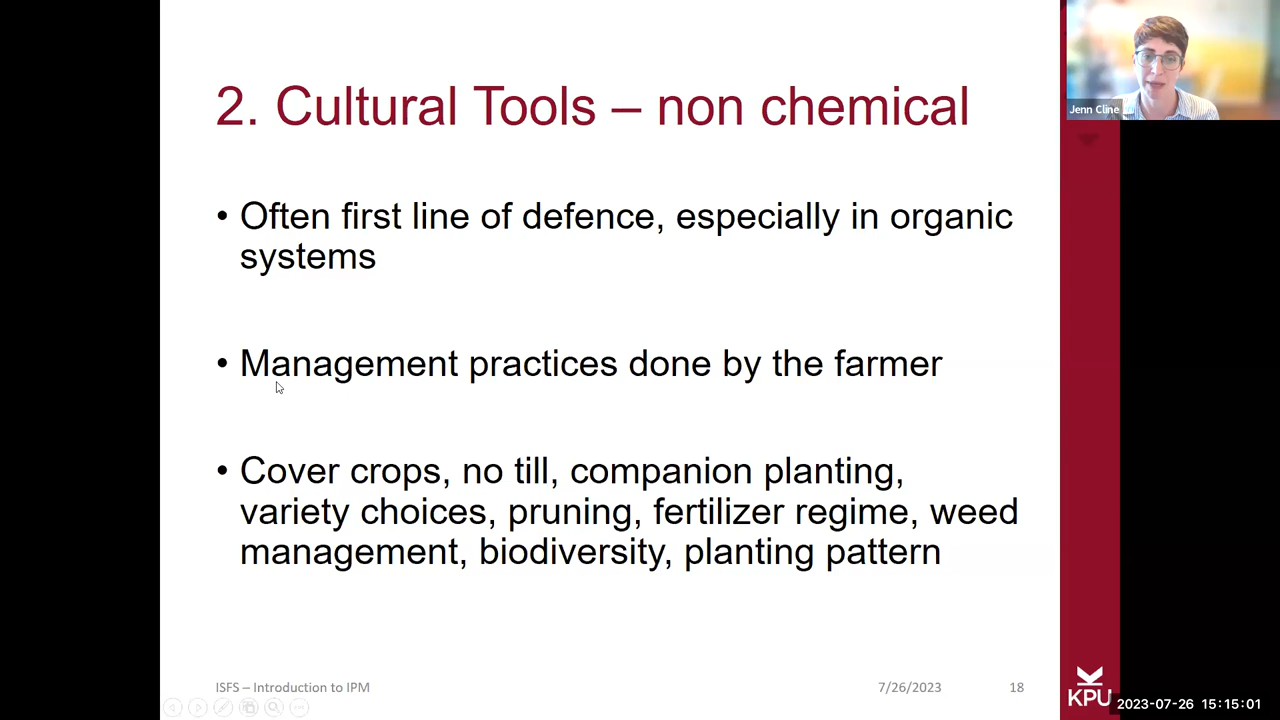 2. Cultural Tools – non chemical
• Often first line of defence, especially in organic
systems
• Management practices done by the farmer
• Cover crops, no till, companion planting,
variety choices, pruning, fertilizer regime, weed
management, biodiversity, planting pattern
ISFS – Introduction to IPM
7/26/2023
18
Jenn Cline
KPU
2023-07-26 15:15:01